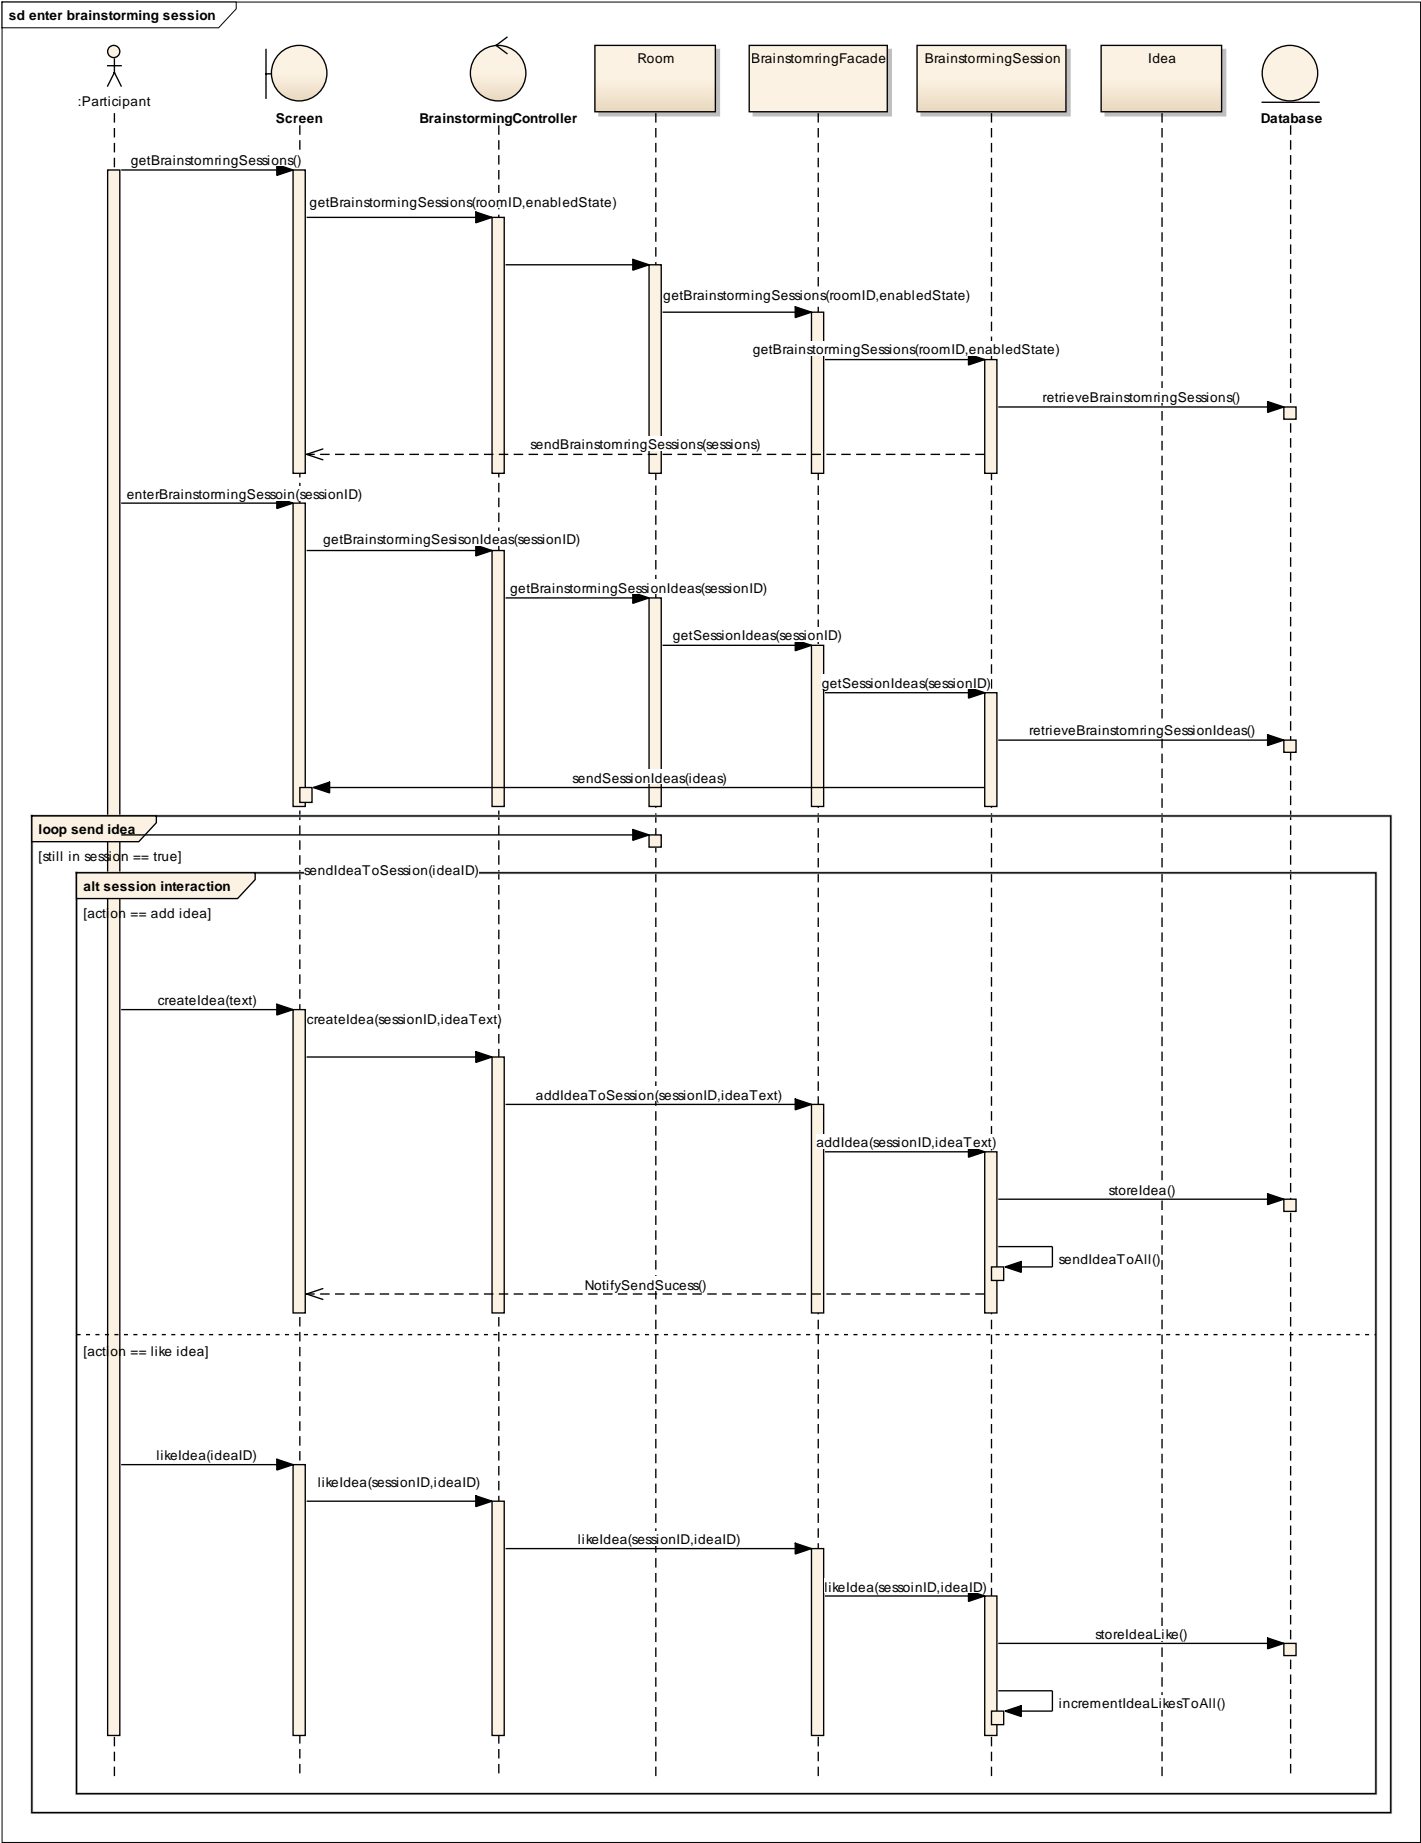 sd enter brainstorming session
:Participant
Screen
BrainstormingController
Room
BrainstomringFacade
BrainstormingSession
Idea
Database
getBrainstomringSessions()
getBrainstormingSessions(roomID,enabledState)
getBrainstormingSessions(roomID,enabledState)
getBrainstormingSessions(roomID,enabledState)
retrieveBrainstomringSessions()
sendBrainstomringSessions(sessions)
enterBrainstormingSessoin(sessionID)
getBrainstormingSesisonIdeas(sessionID)
getBrainstormingSessionIdeas(sessionID)
getSessionIdeas(sessionID)
getSessionIdeas(sessionID)
retrieveBrainstomringSessionIdeas()
sendSessionIdeas(ideas)
loop send idea
[still in session == true]
sendIdeaToSession(ideaID)
alt session interaction
[action == add idea]
createIdea(text)
createIdea(sessionID,ideaText)
addIdeaToSession(sessionID,ideaText)
addIdea(sessionID,ideaText)
storeIdea()
sendIdeaToAll()
NotifySendSucess()
[action == like idea]
likeIdea(ideaID)
likeIdea(sessionID,ideaID)
likeIdea(sessionID,ideaID)
likeIdea(sessoinID,ideaID)
storeIdeaLike()
incrementIdeaLikesToAll()